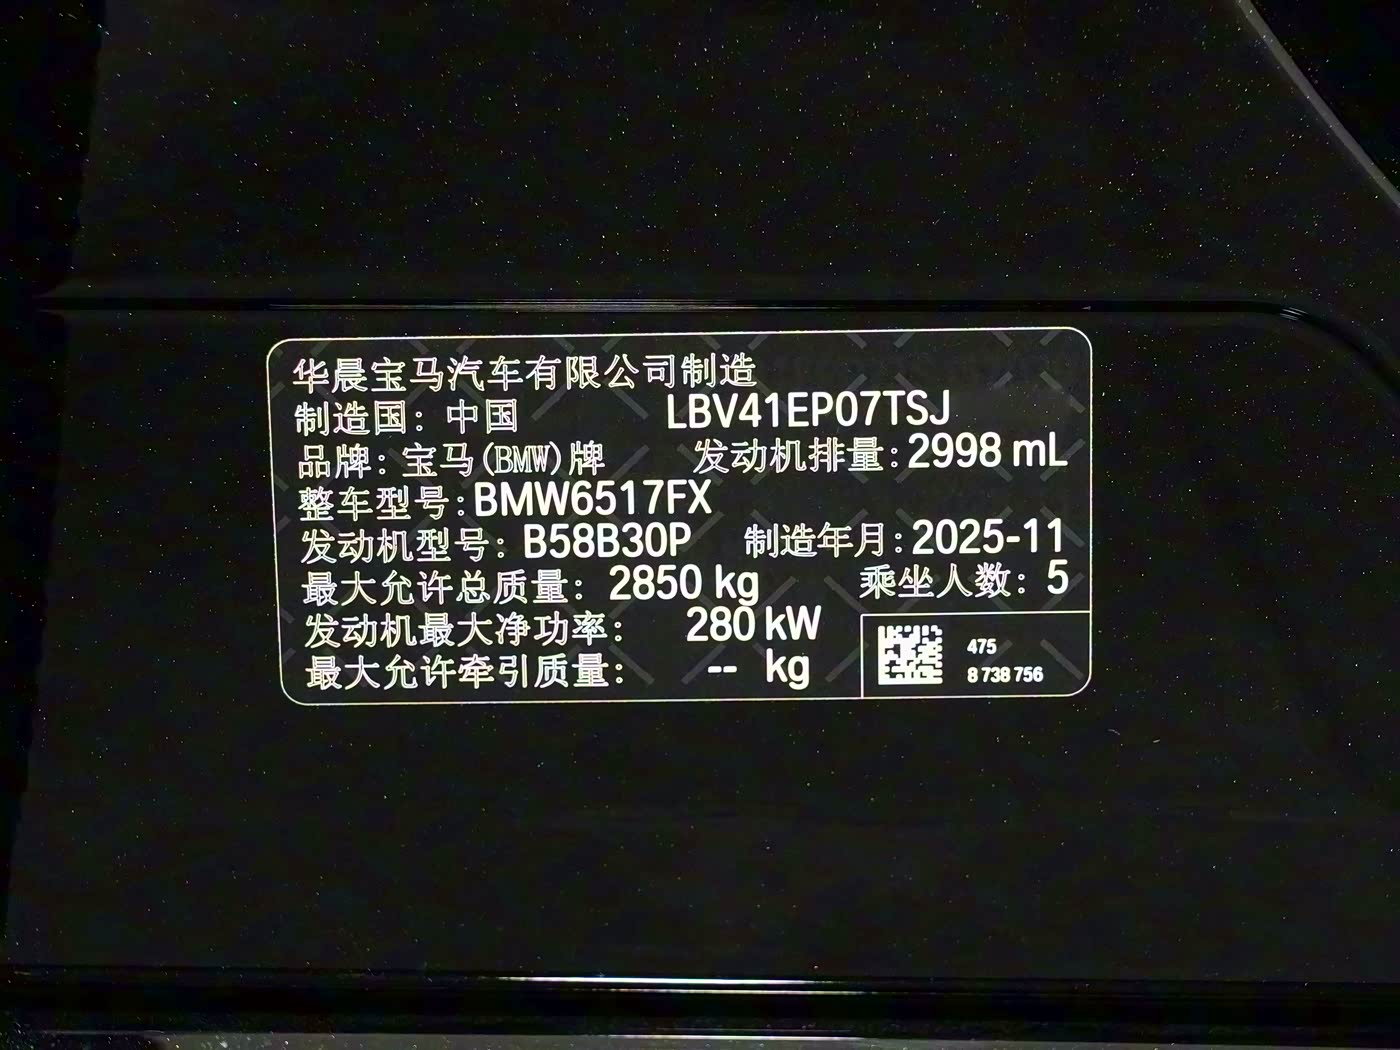 华晨宝马汽车有限公司制造
制造国：中国 LBV41EP07TSJ
品牌：宝马(BMW)牌 发动机排量：2998 mL
整车型号：BMW6517FX
发动机型号：B58B30P 制造年月：2025-11
最大允许总质量：2850 kg 乘坐人数：5
发动机最大净功率： 280 kW
最大允许牵引质量： -- kg
475
8 738 756